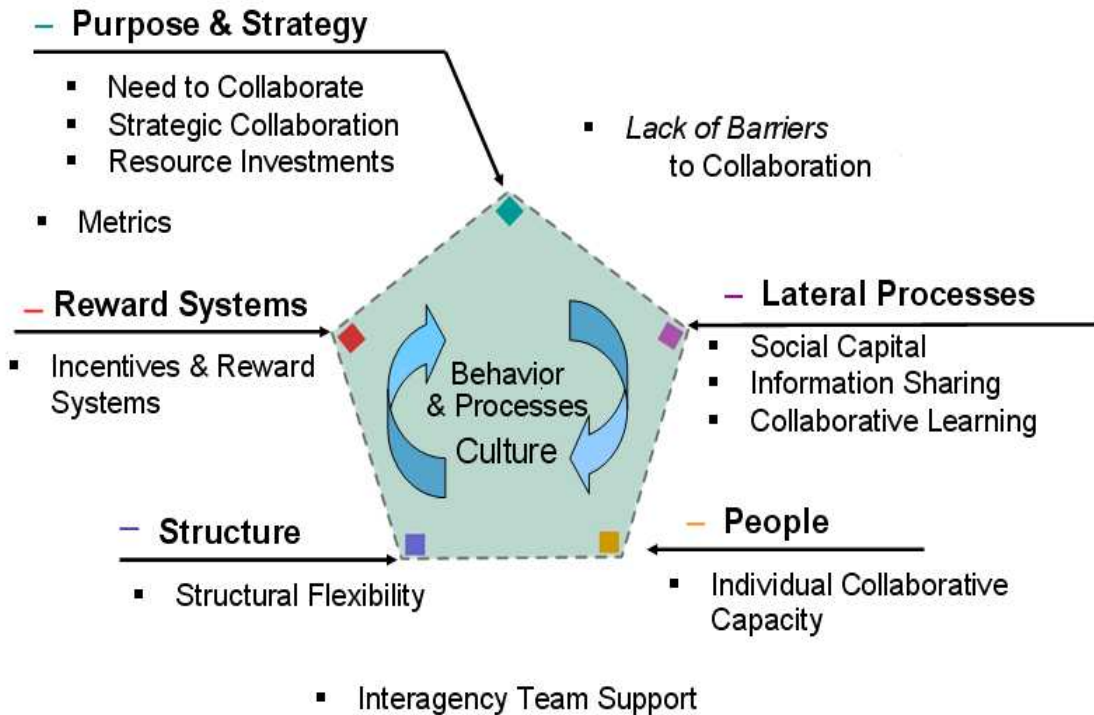 – Purpose & Strategy
▪ Need to Collaborate
▪ Strategic Collaboration
▪ Resource Investments
▪ Lack of Barriers
to Collaboration
▪ Metrics
– Reward Systems
▪ Incentives & Reward
Systems
– Lateral Processes
▪ Social Capital
▪ Information Sharing
▪ Collaborative Learning
Behavior
& Processes
Culture
– Structure
▪ Structural Flexibility
– People
▪ Individual Collaborative
Capacity
▪ Interagency Team Support